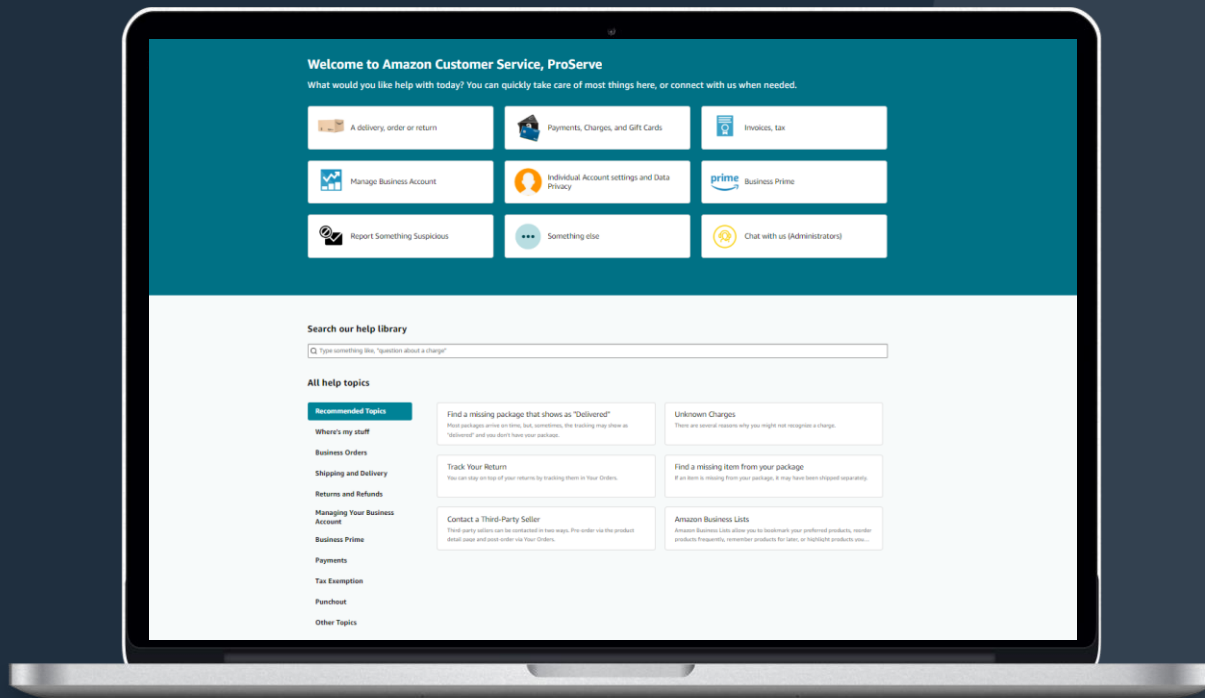 Welcome to Amazon Customer Service, ProServe
What would you like help with today? You can quickly take care of most things here, or connect with us when needed.
A delivery, order or return
Payments, Charges, and Gift Cards
Invoices, tax
Manage Business Account
Individual Account settings and Data
Privacy
prime
Business Prime
Report Something Suspicious
Something else
Chat with us (Administrators)
Search our help library
Type something like, "question about a charge"
All help topics
Recommended Topics
Where's my stuff
Business Orders
Shipping and Delivery
Returns and Refunds
Managing Your Business
Account
Business Prime
Payments
Tax Exemption
Punchout
Other Topics
Find a missing package that shows as "Delivered"
Most packages arrive on time, but, sometimes, the tracking may show as
"delivered" and you don't have your package.
Unknown Charges
There are several reasons why you might not recognize a charge.
Track Your Return
You can stay on top of your returns by tracking them in Your Orders.
Find a missing item from your package
If an item is missing from your package, it may have been shipped separately.
Contact a Third-Party Seller
Third party sellers can be contacted in two ways. Pre-order via the product
detail page and post order via Your Orders.
Amazon Business Lists
Amazon Business Lists allow you to bookmark your preferred products, reorder
products frequently, remember products for later, or highlight products you...